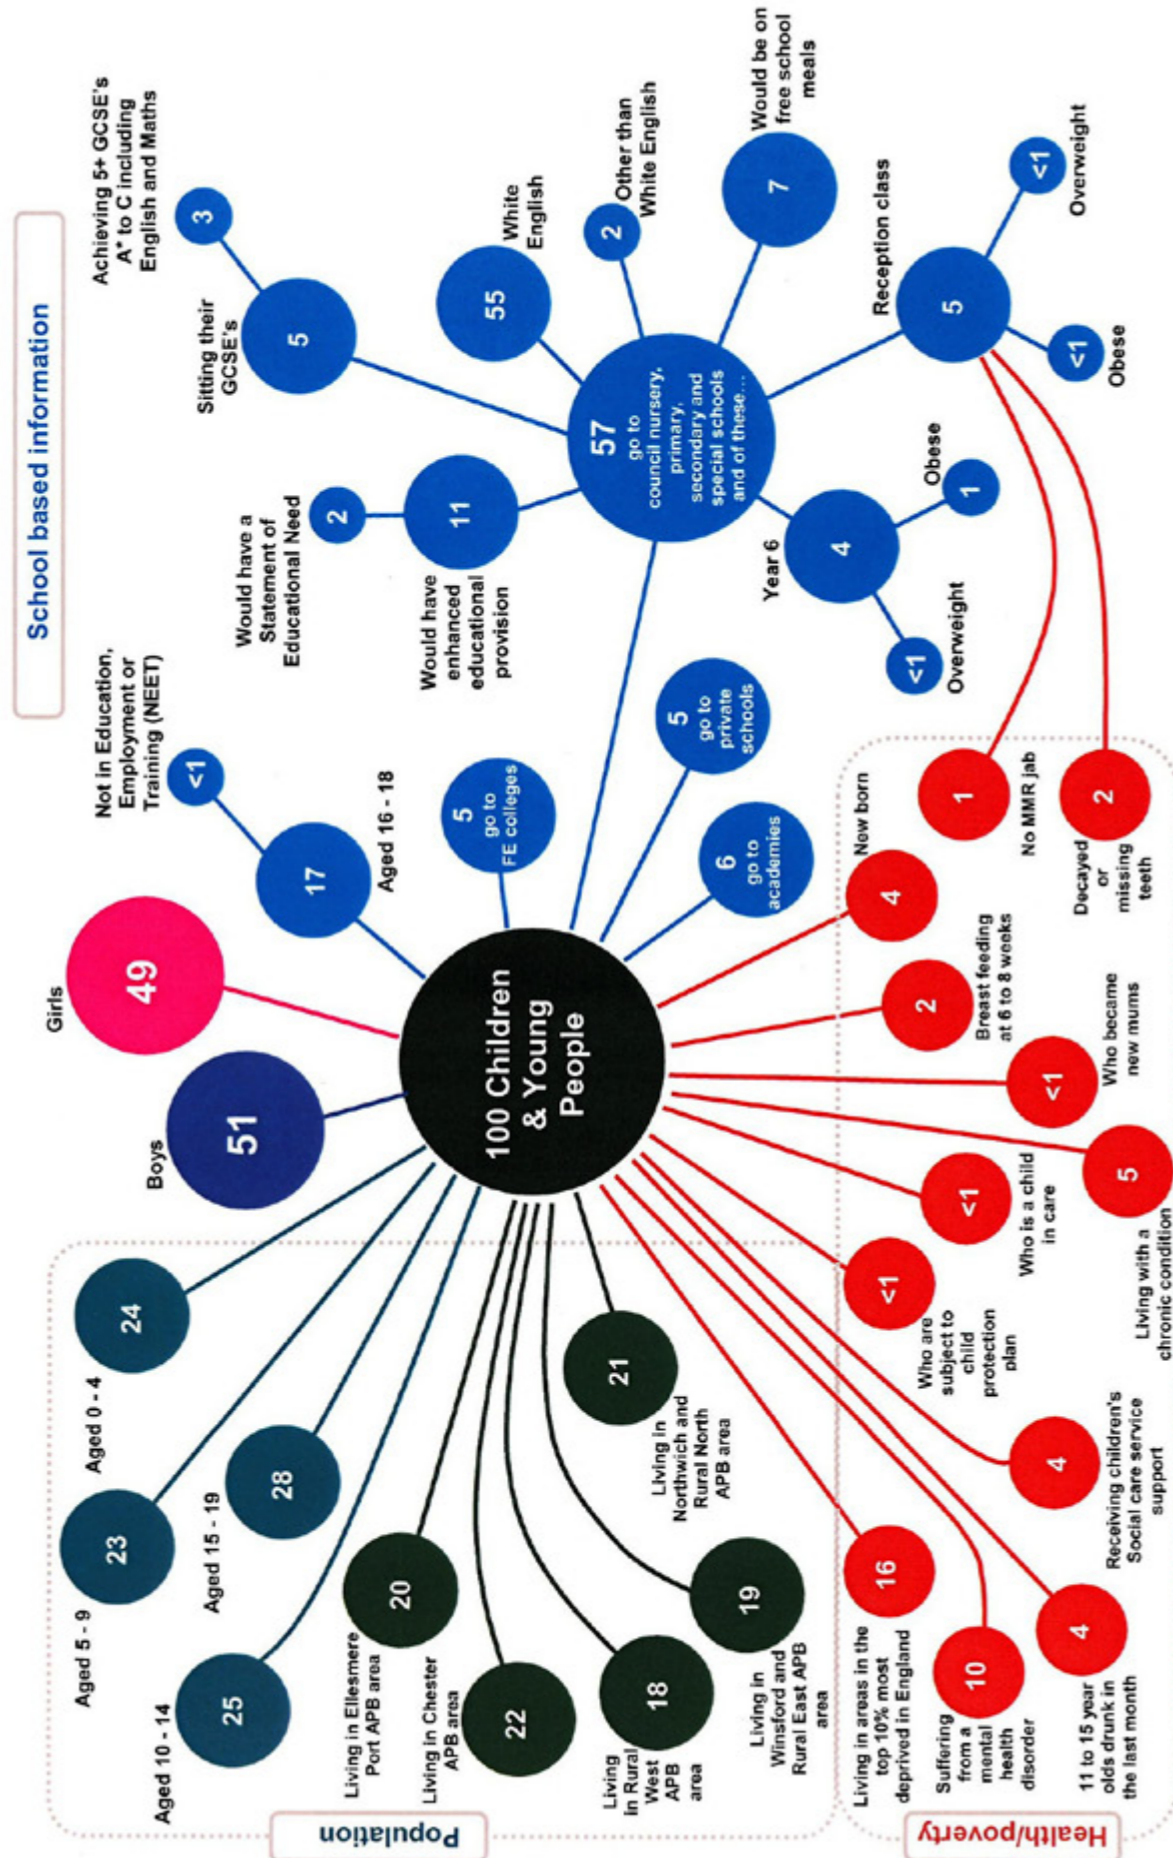 School based information
Population
Health/poverty
100 Children
& Young
People
Boys
51
Girls
49
Aged 0 - 4
24
Aged 5 - 9
23
Aged 10 - 14
25
Aged 15 - 19
28
Living in Ellesmere
Port APB area
20
Living in Chester
APB area
22
Living
in Rural
West
APB
area
18
Living in
Winsford and
Rural East APB
area
19
Living in
Northwich and
Rural North
APB area
21
Not in Education,
Employment or
Training (NEET)
<1
17
Aged 16 - 18
5
go to
FE colleges
6
go to
academies
5
go to
private
schools
57
go to
council nursery,
primary,
secondary and
special schools
and of these...
Would have a
Statement of
Educational Need
2
11
Would have
enhanced
educational
provision
Achieving 5+ GCSE's
A* to C including
English and Maths
3
Sitting their
GCSE's
5
White
English
55
Other than
White English
2
Would be on
free school
meals
7
Reception class
5
<1
Overweight
<1
Obese
Year 6
4
Obese
1
<1
Overweight
1
No MMR jab
2
Decayed
or
missing
teeth
New born
4
2
Breast feeding
at 6 to 8 weeks
<1
Who became
new mums
5
Living with a
chronic condition
<1
Who is a child
in care
<1
Who are
subject to
child
protection
plan
4
Receiving children's
Social care service
support
4
11 to 15 year
olds drunk in
the last month
10
Suffering
from a
mental
health
disorder
16
Living in areas in the
top 10% most
deprived in England